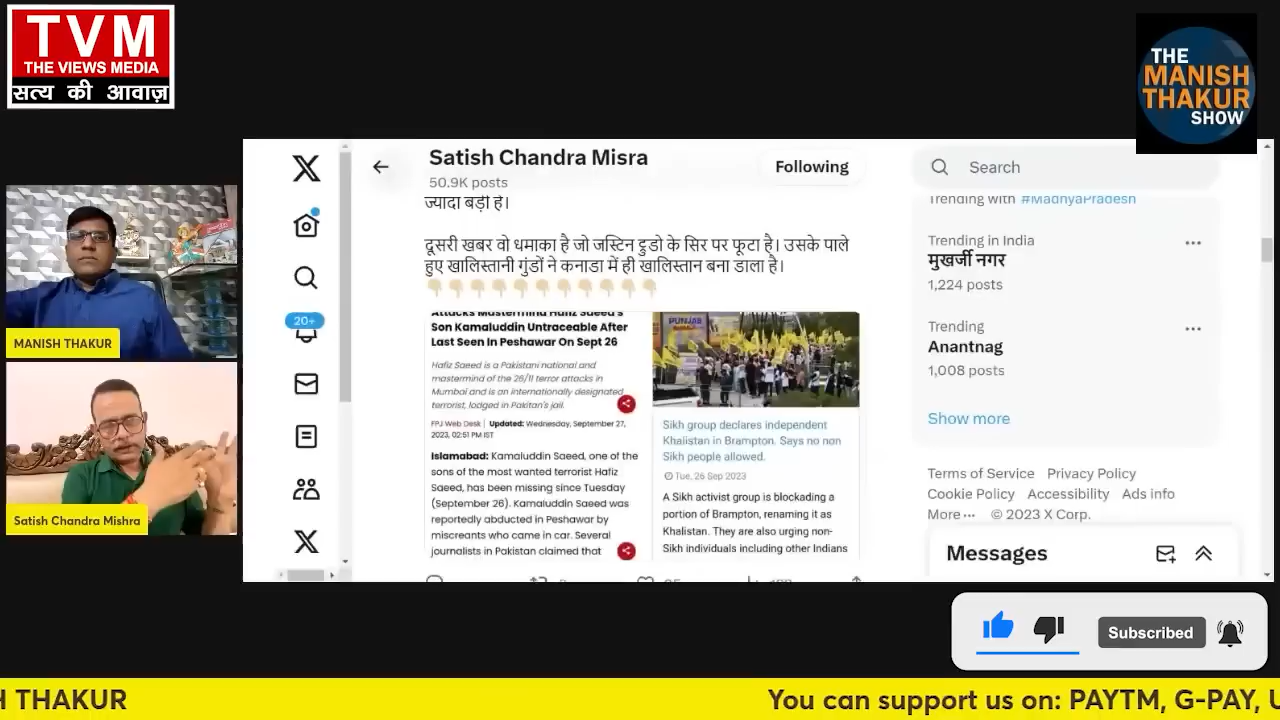 TVM
THE VIEWS MEDIA
सत्य की आवाज़
THE
MANISH
THAKUR
SHOW
MANISH THAKUR
Satish Chandra Mishra
20+
Satish Chandra Misra
50.9K posts
Following
ज्यादा बड़ी है।
दूसरी खबर वो धमाका है जो जस्टिन ट्रुडो के सिर पर फूटा है। उसके पाले
हुए खालिस्तानी गुंडों ने कनाडा में ही खालिस्तान बना डाला है।
Attacks Mastermind Hafiz Saeed's
Son Kamaluddin Untraceable After
Last Seen In Peshawar On Sept 26
Hafiz Saeed is a Pakistani national and
mastermind of the 26/11 terror attacks in
Mumbai and is an internationally designated
terrorist, lodged in Pakitan's jail.
FPJ Web Desk | Updated: Wednesday, September 27,
2023, 02:51 PM IST
Islamabad: Kamaluddin Saeed, one of the
sons of the most wanted terrorist Hafiz
Saeed, has been missing since Tuesday
(September 26). Kamaluddin Saeed was
reportedly abducted in Peshawar by
miscreants who came in car. Several
journalists in Pakistan claimed that
PUNJAB
Sikh group declares independent
Khalistan in Brampton. Says no non
Sikh people allowed.
Tue, 26 Sep 2023
A Sikh activist group is blockading a
portion of Brampton, renaming it as
Khalistan. They are also urging non-
Sikh individuals including other Indians
Search
Trending with #MadhyaPradesh
Trending in India
मुखर्जी नगर
1,224 posts
Trending
Anantnag
1,008 posts
Show more
Terms of Service Privacy Policy
Cookie Policy Accessibility Ads info
More ··· © 2023 X Corp.
Messages
Subscribed
H THAKUR
You can support us on: PAYTM, G-PAY, U